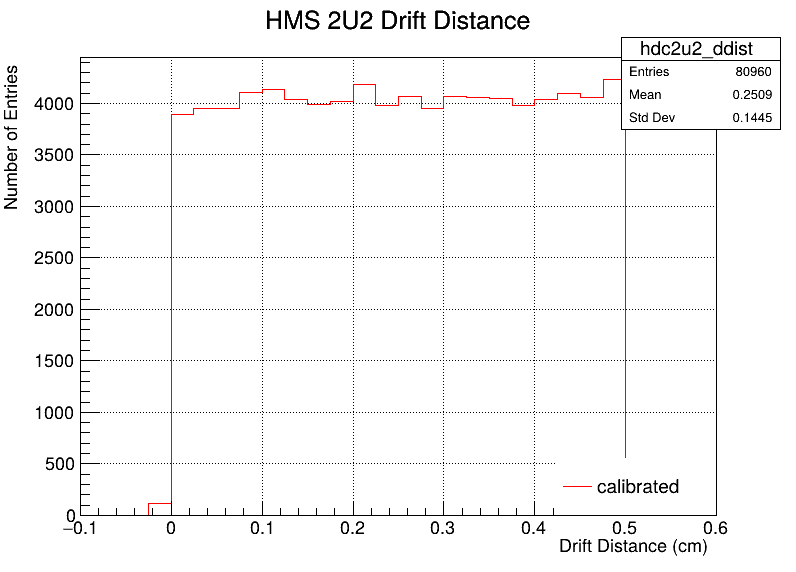 HMS 2U2 Drift Distance
hdc2u2_ddist
Entries 80960
Mean 0.2509
Std Dev 0.1445
Number of Entries
4000
3500
3000
2500
2000
1500
1000
500
0
−0.1 0 0.1 0.2 0.3 0.4 0.5 0.6
calibrated
Drift Distance (cm)